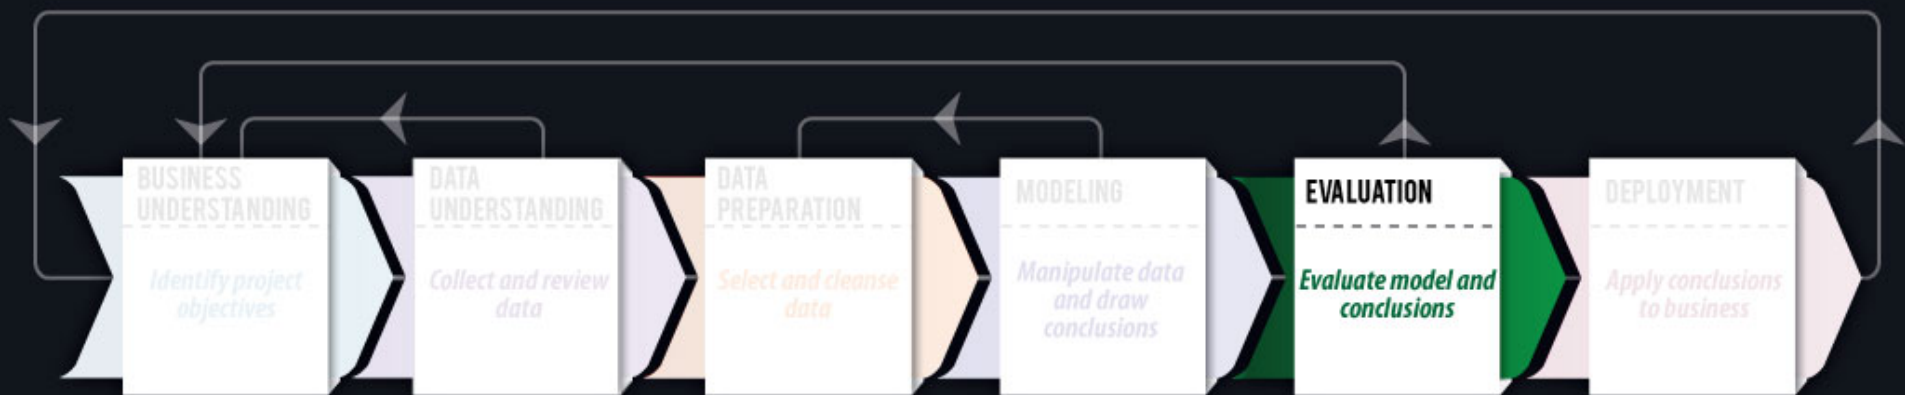 BUSINESS
UNDERSTANDING
Identify project
objectives
DATA
UNDERSTANDING
Collect and review
data
DATA
PREPARATION
Select and cleanse
data
MODELING
Manipulate data
and draw
conclusions
EVALUATION
Evaluate model and
conclusions
DEPLOYMENT
Apply conclusions
to business